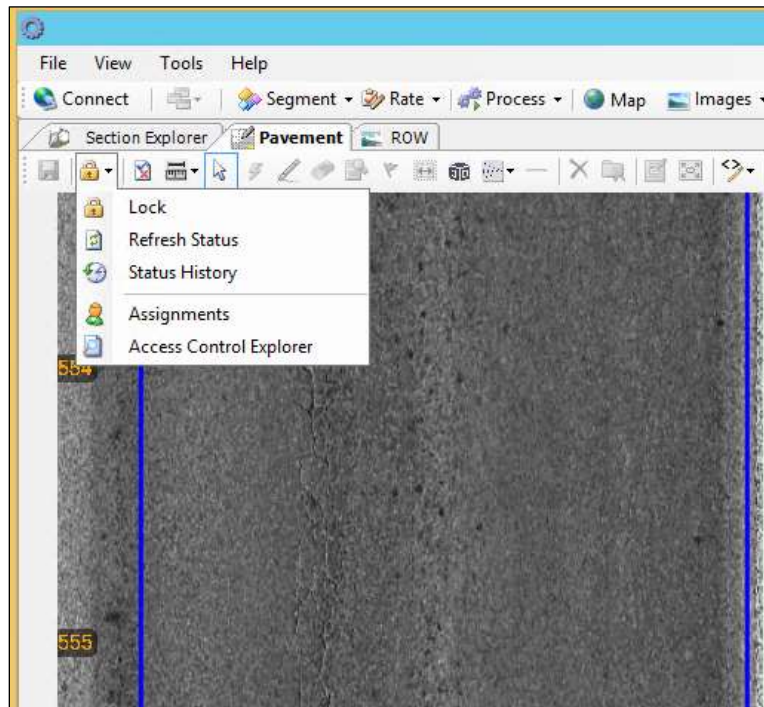 File View Tools Help
Connect Segment Rate Process Map Images
Section Explorer Pavement ROW
Lock
Refresh Status
Status History
Assignments
Access Control Explorer
554
555